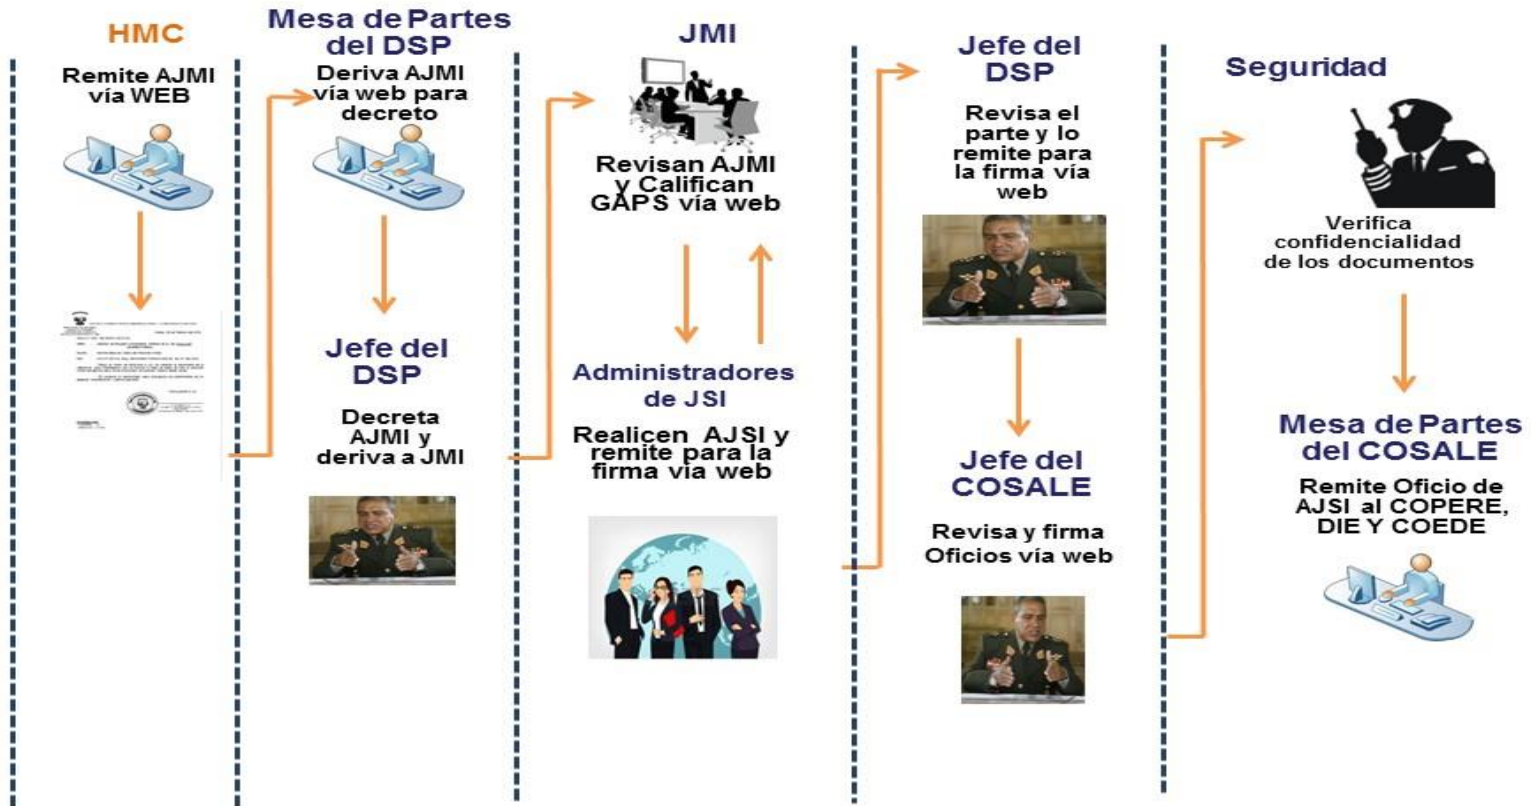 HMC
Remite AJMI
vía WEB
Mesa de Partes
del DSP
Deriva AJMI
vía web para
decreto
Jefe del
DSP
Decreta
AJMI y
deriva a JMI
JMI
Revisan AJMI
y Califican
GAPS vía web
Administradores
de JSI
Realicen AJSI y
remite para la
firma vía web
Jefe del
DSP
Revisa el
parte y lo
remite para
la firma vía
web
Jefe del
COSALE
Revisa y firma
Oficios vía web
Seguridad
Verifica
confidencialidad
de los documentos
Mesa de Partes
del COSALE
Remite Oficio de
AJSI al COPERE,
DIE Y COEDE